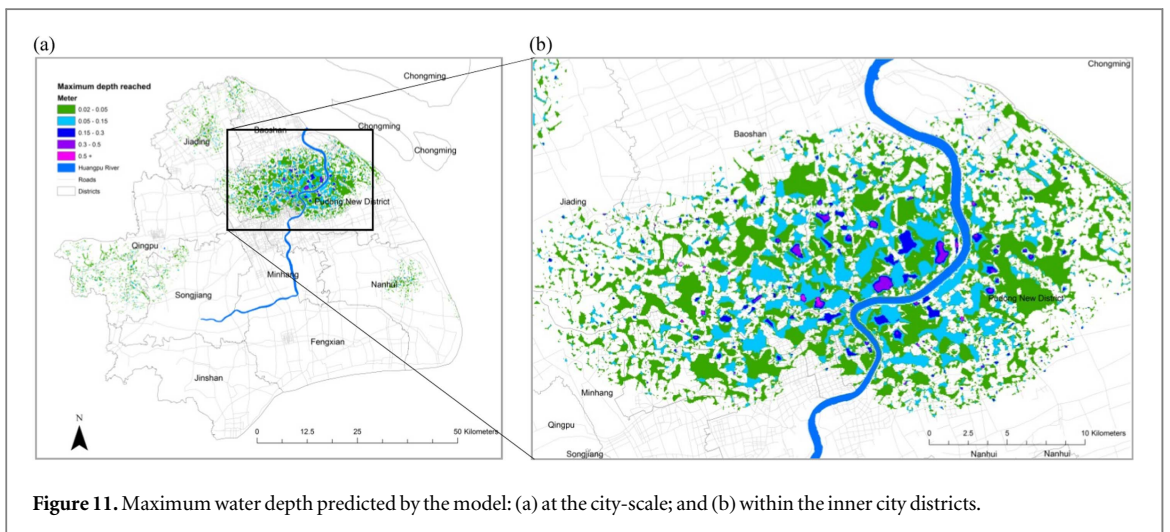 (a)
(b)
Maximum depth reached
Meter
0.02 - 0.05
0.05 - 0.15
0.15 - 0.3
0.3 - 0.5
0.5 +
Huangpu River
Roads
Districts
Chongming
Chongming
Chongming
Baoshan
Jiading
Pudong New District
Qingpu
Minhang
Songjiang
Nanhui
Fengxian
Jinshan
N
0 12.5 25 50 Kilometers
Chongming
Baoshan
Jiading
Pudong New District
Minhang
Qingpu
Songjiang
0 2.5 5 10 Kilometers
Nanhui Nanhui
Figure 11. Maximum water depth predicted by the model: (a) at the city-scale; and (b) within the inner city districts.